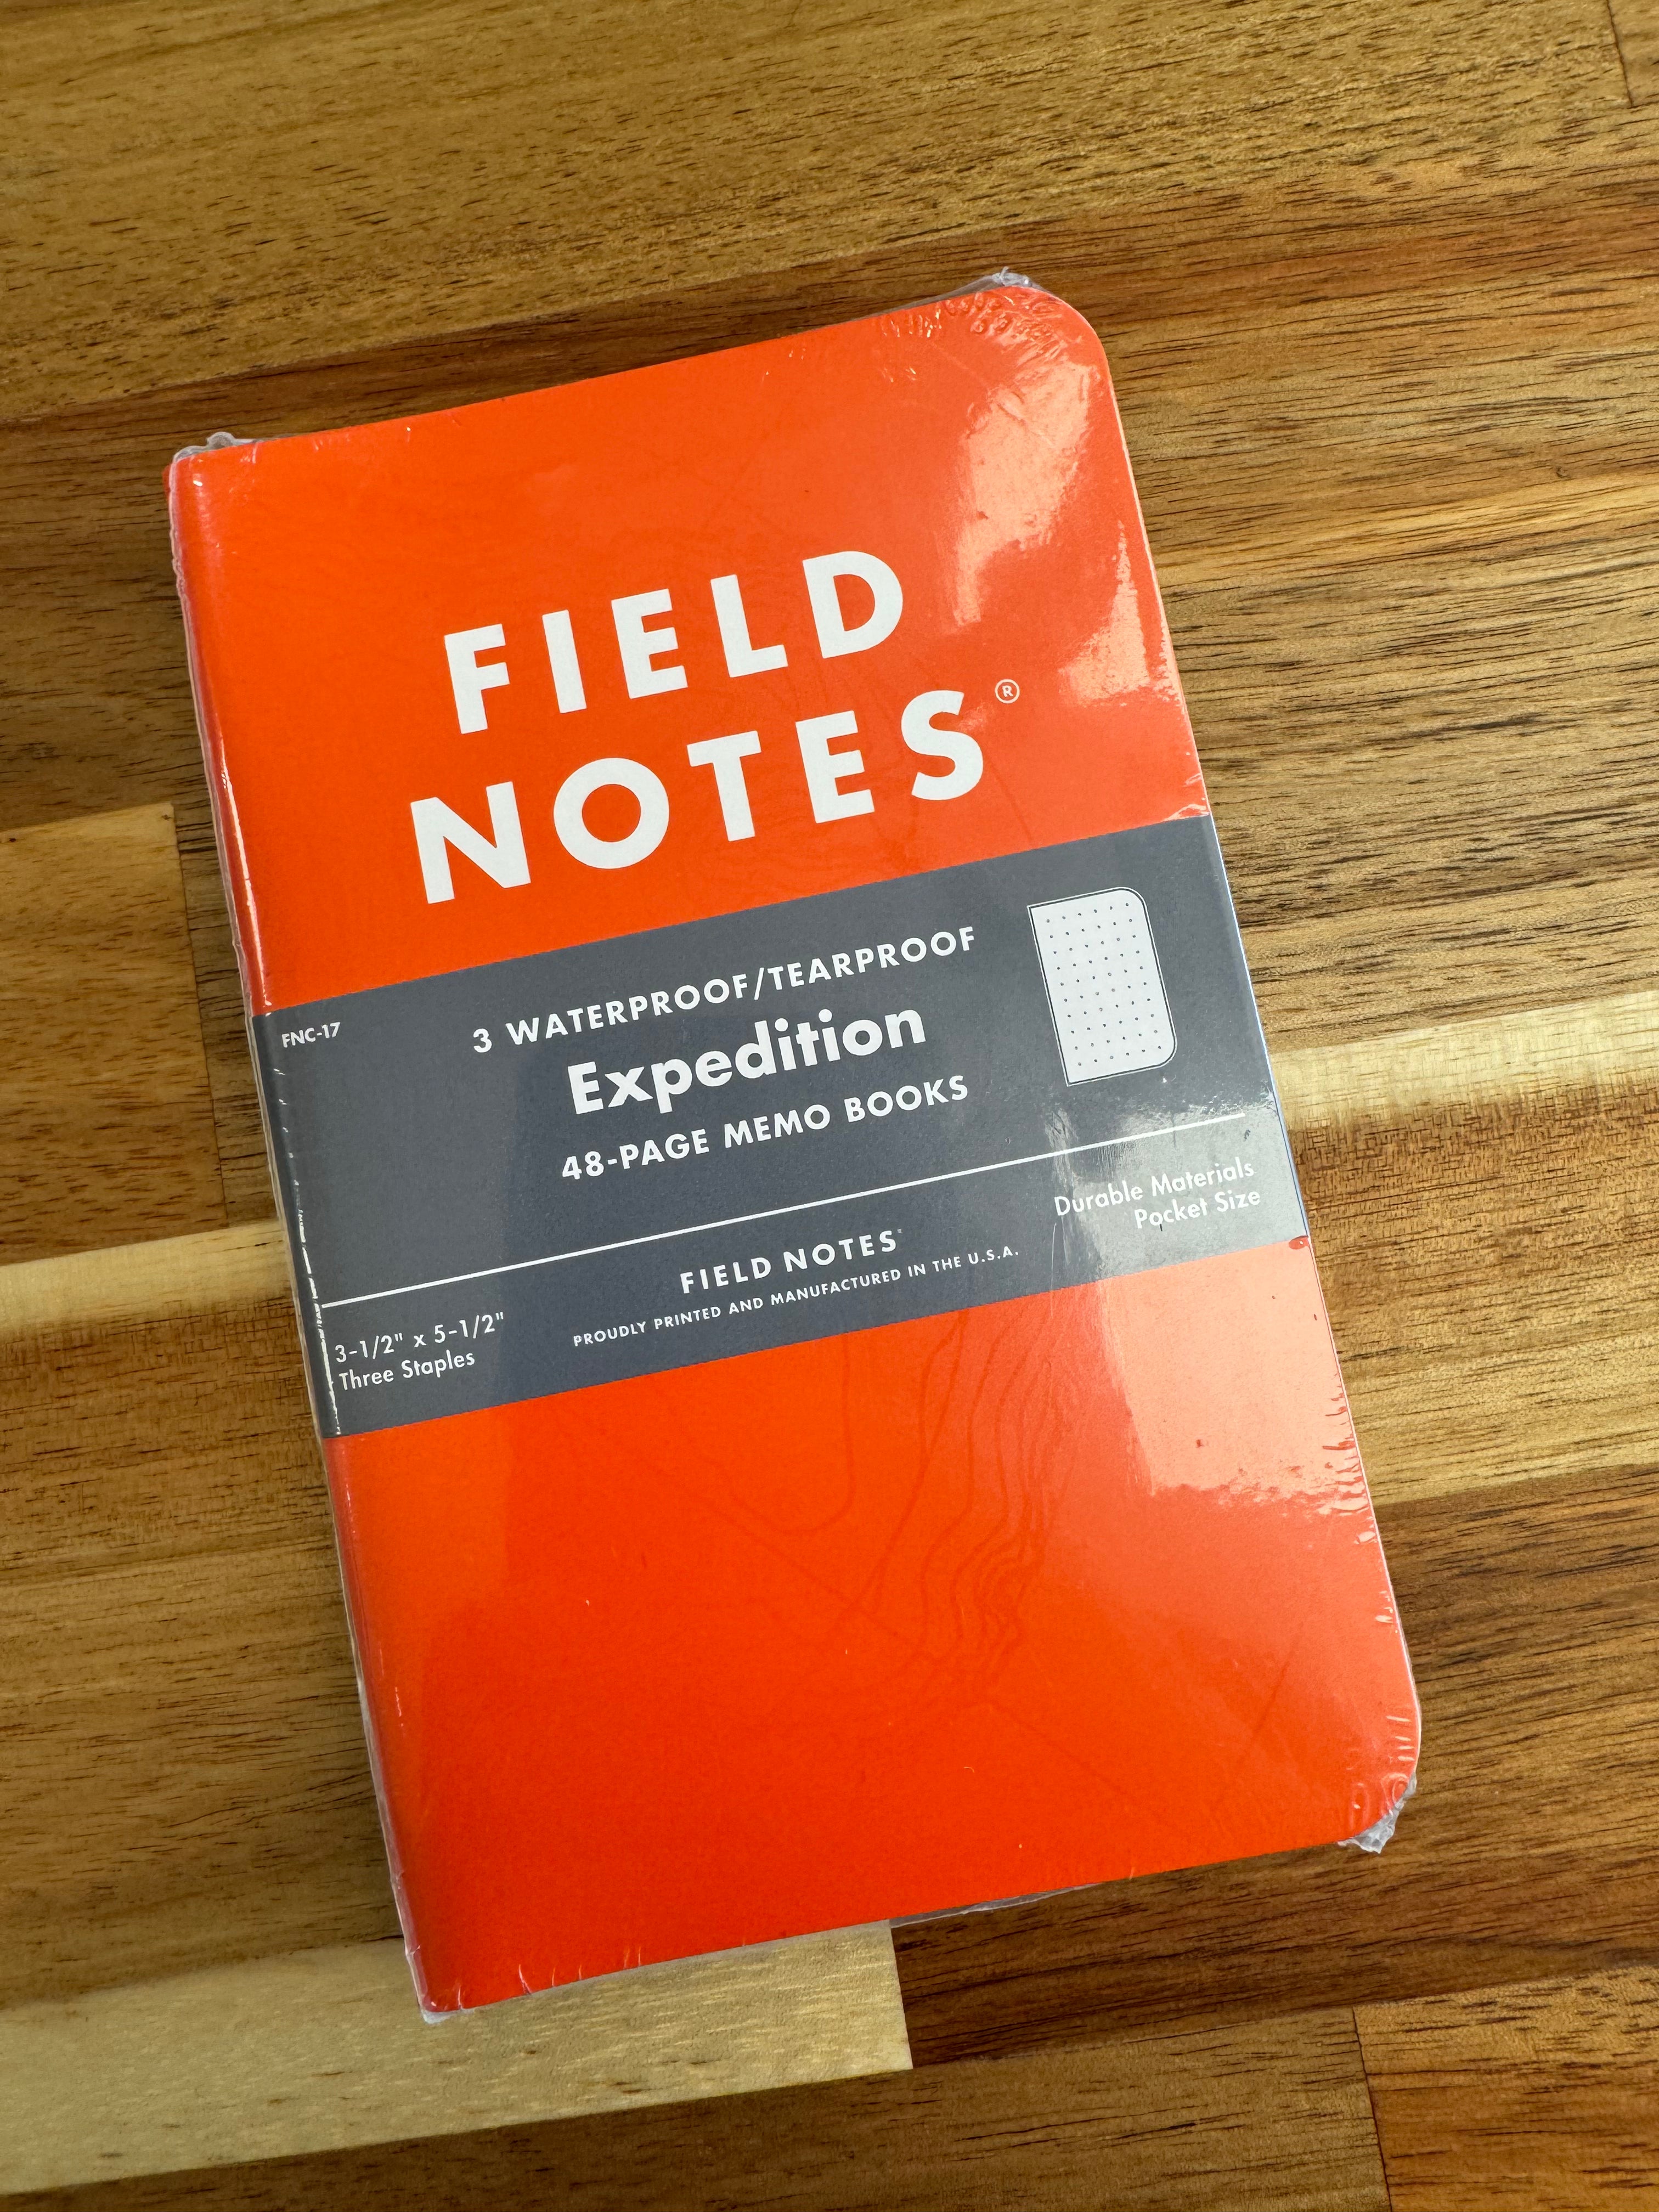 FIELD
NOTES®
FNC-17
3 WATERPROOF/TEARPROOF
Expedition
48-PAGE MEMO BOOKS
3-1/2" x 5-1/2"
Three Staples
FIELD NOTES
PROUDLY PRINTED AND MANUFACTURED IN THE U.S.A.
Durable Materials
Pocket Size